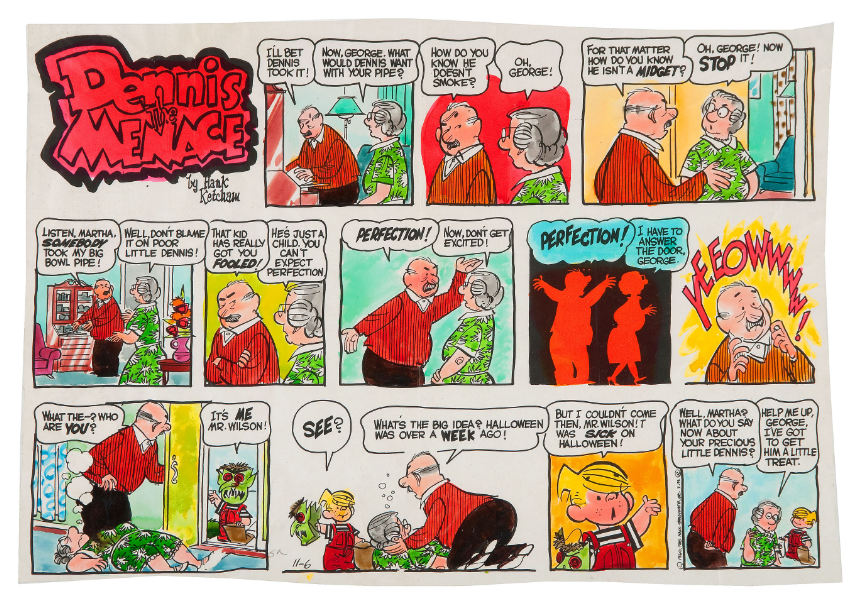 Dennis
the
MENACE
by Hank
Ketcham
I'LL BET
DENNIS
TOOK IT!
NOW, GEORGE. WHAT
WOULD DENNIS WANT
WITH YOUR PIPE?
HOW DO YOU
KNOW HE
DOESN'T
SMOKE?
OH,
GEORGE!
FOR THAT MATTER
HOW DO YOU KNOW
HE ISN'T A MIDGET?
OH, GEORGE! NOW
STOP IT!
LISTEN, MARTHA,
SOMEBODY
TOOK MY BIG
BOWL PIPE!
WELL, DON'T BLAME
IT ON POOR
LITTLE DENNIS!
THAT KID
HAS REALLY
GOT YOU
FOOLED!
HE'S JUST A
CHILD. YOU
CAN'T
EXPECT
PERFECTION
PERFECTION!
NOW, DON'T GET
EXCITED!
PERFECTION!
I HAVE TO
ANSWER
THE DOOR,
GEORGE.
YEEOWWWW!
WHAT THE-? WHO
ARE YOU?
IT'S ME
MR. WILSON!
SEE?
WHAT'S THE BIG IDEA? HALLOWEEN
WAS OVER A WEEK AGO!
BUT I COULDN'T COME
THEN, MR. WILSON! I
WAS SICK ON
HALLOWEEN!
WELL, MARTHA?
WHAT DO YOU SAY
NOW ABOUT
YOUR PRECIOUS
LITTLE DENNIS?
HELP ME UP,
GEORGE,
I'VE GOT
TO GET
HIM A LITTLE
TREAT.
11-6